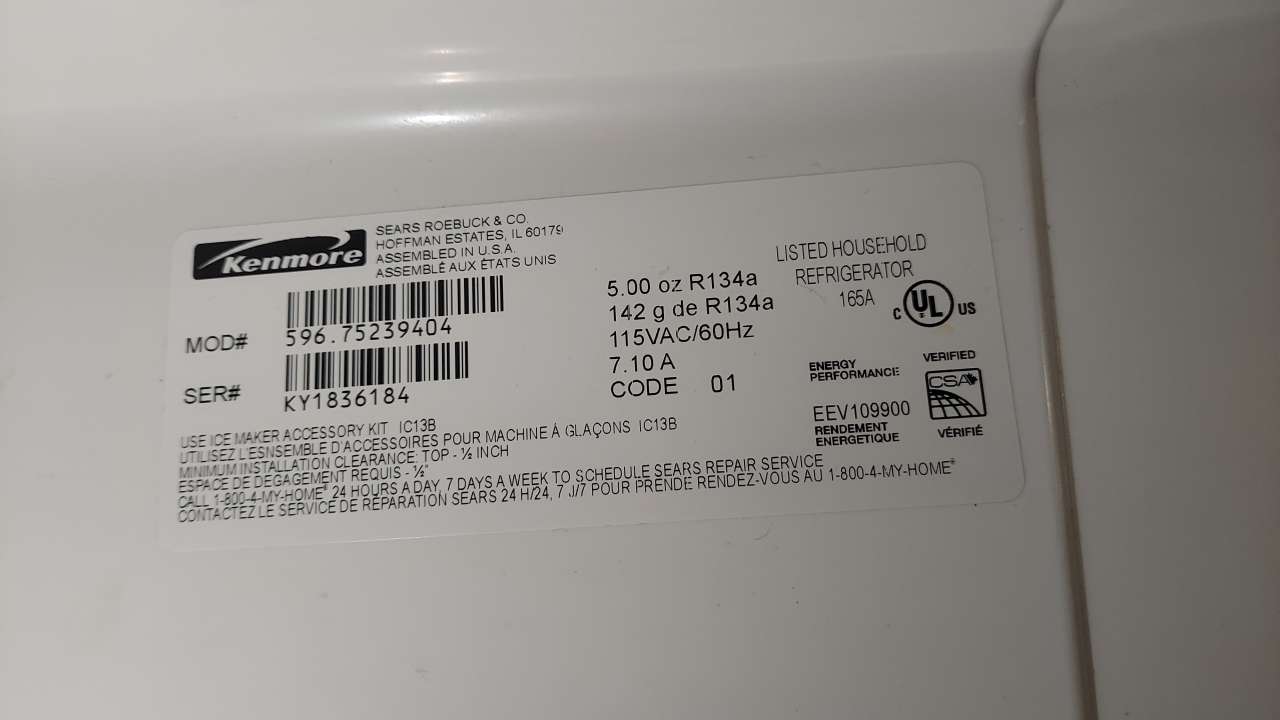 Kenmore
SEARS ROEBUCK & CO.
HOFFMAN ESTATES, IL 60179
ASSEMBLED IN U.S.A.
ASSEMBLÉ AUX ÉTATS UNIS
MOD# 596.75239404
SER# KY1836184
5.00 oz R134a
142 g de R134a
115VAC/60Hz
7.10 A
CODE 01
LISTED HOUSEHOLD
REFRIGERATOR
165A
C UL US
ENERGY
PERFORMANCE
EEV109900
RENDEMENT
ENERGETIQUE
VERIFIED
CSA
VÉRIFIÉ
USE ICE MAKER ACCESSORY KIT IC13B
UTILISEZ L'ESNSEMBLE D'ACCESSOIRES POUR MACHINE À GLAÇONS IC13B
MINIMUM INSTALLATION CLEARANCE: TOP - ½ INCH
ESPACE DE DÉGAGEMENT REQUIS - ½"
CALL 1-800-4-MY-HOME® 24 HOURS A DAY, 7 DAYS A WEEK TO SCHEDULE SEARS REPAIR SERVICE
CONTACTEZ LE SERVICE DE RÉPARATION SEARS 24 H/24, 7 J/7 POUR PRENDE RENDEZ-VOUS AU 1-800-4-MY-HOME®